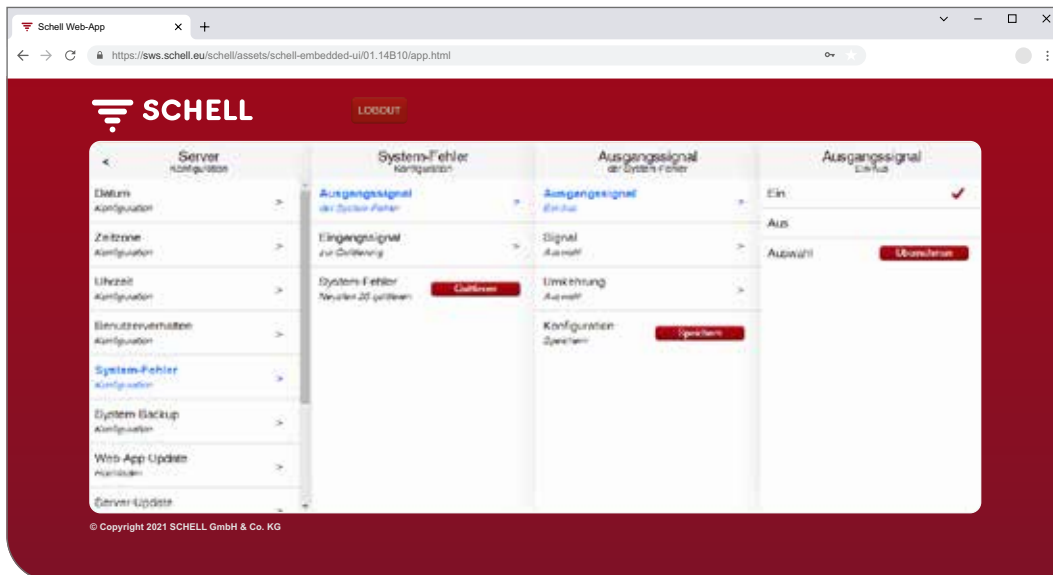 Schell Web-App
https://sws.schell.eu/schell/assets/schell-embedded-ui/01.14B10/app.html
SCHELL
LOGOUT
Server
Konfiguration
Datum
Konfiguration
Zeitzone
Konfiguration
Uhrzeit
Konfiguration
Benutzerverhalten
Konfiguration
System-Fehler
Konfiguration
System Backup
Konfiguration
Web-App Update
Server-Update
System-Fehler
Konfiguration
Ausgangssignal
der System-Fehler
Eingangssignal
zur Quittierung
System-Fehler
Neusten 20 quittieren
Quittieren
Ausgangssignal
der System-Fehler
Ausgangssignal
Ein/Aus
Signal
Auswahl
Umkehrung
Auswahl
Konfiguration
Speichern
Speichern
Ausgangssignal
Ein/Aus
Ein
Aus
Auswahl
Übernehmen
© Copyright 2021 SCHELL GmbH & Co. KG